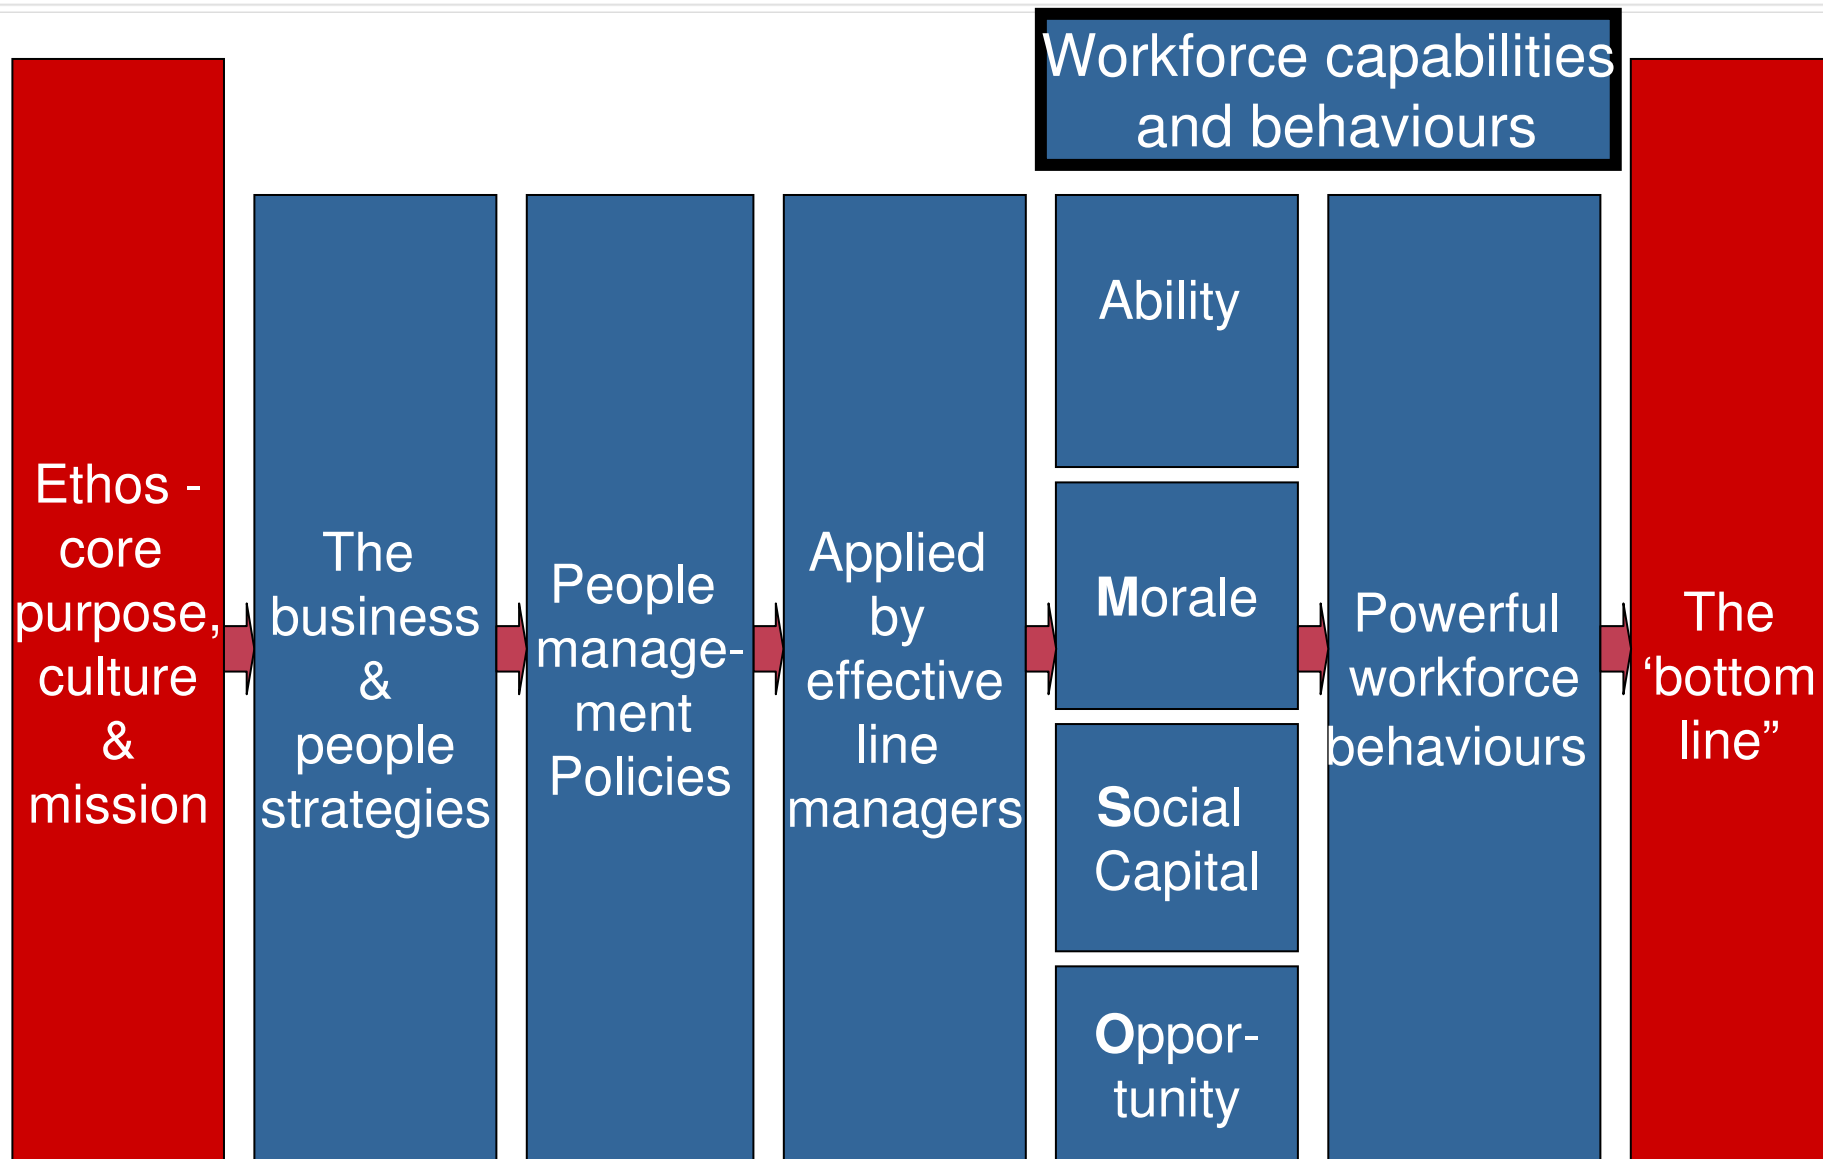 Workforce capabilities
and behaviours
Ethos -
core
purpose,
culture
&
mission
The
business
&
people
strategies
People
manage-
ment
Policies
Applied
by
effective
line
managers
Ability
Morale
Social
Capital
Oppor-
tunity
Powerful
workforce
behaviours
The
‘bottom
line”